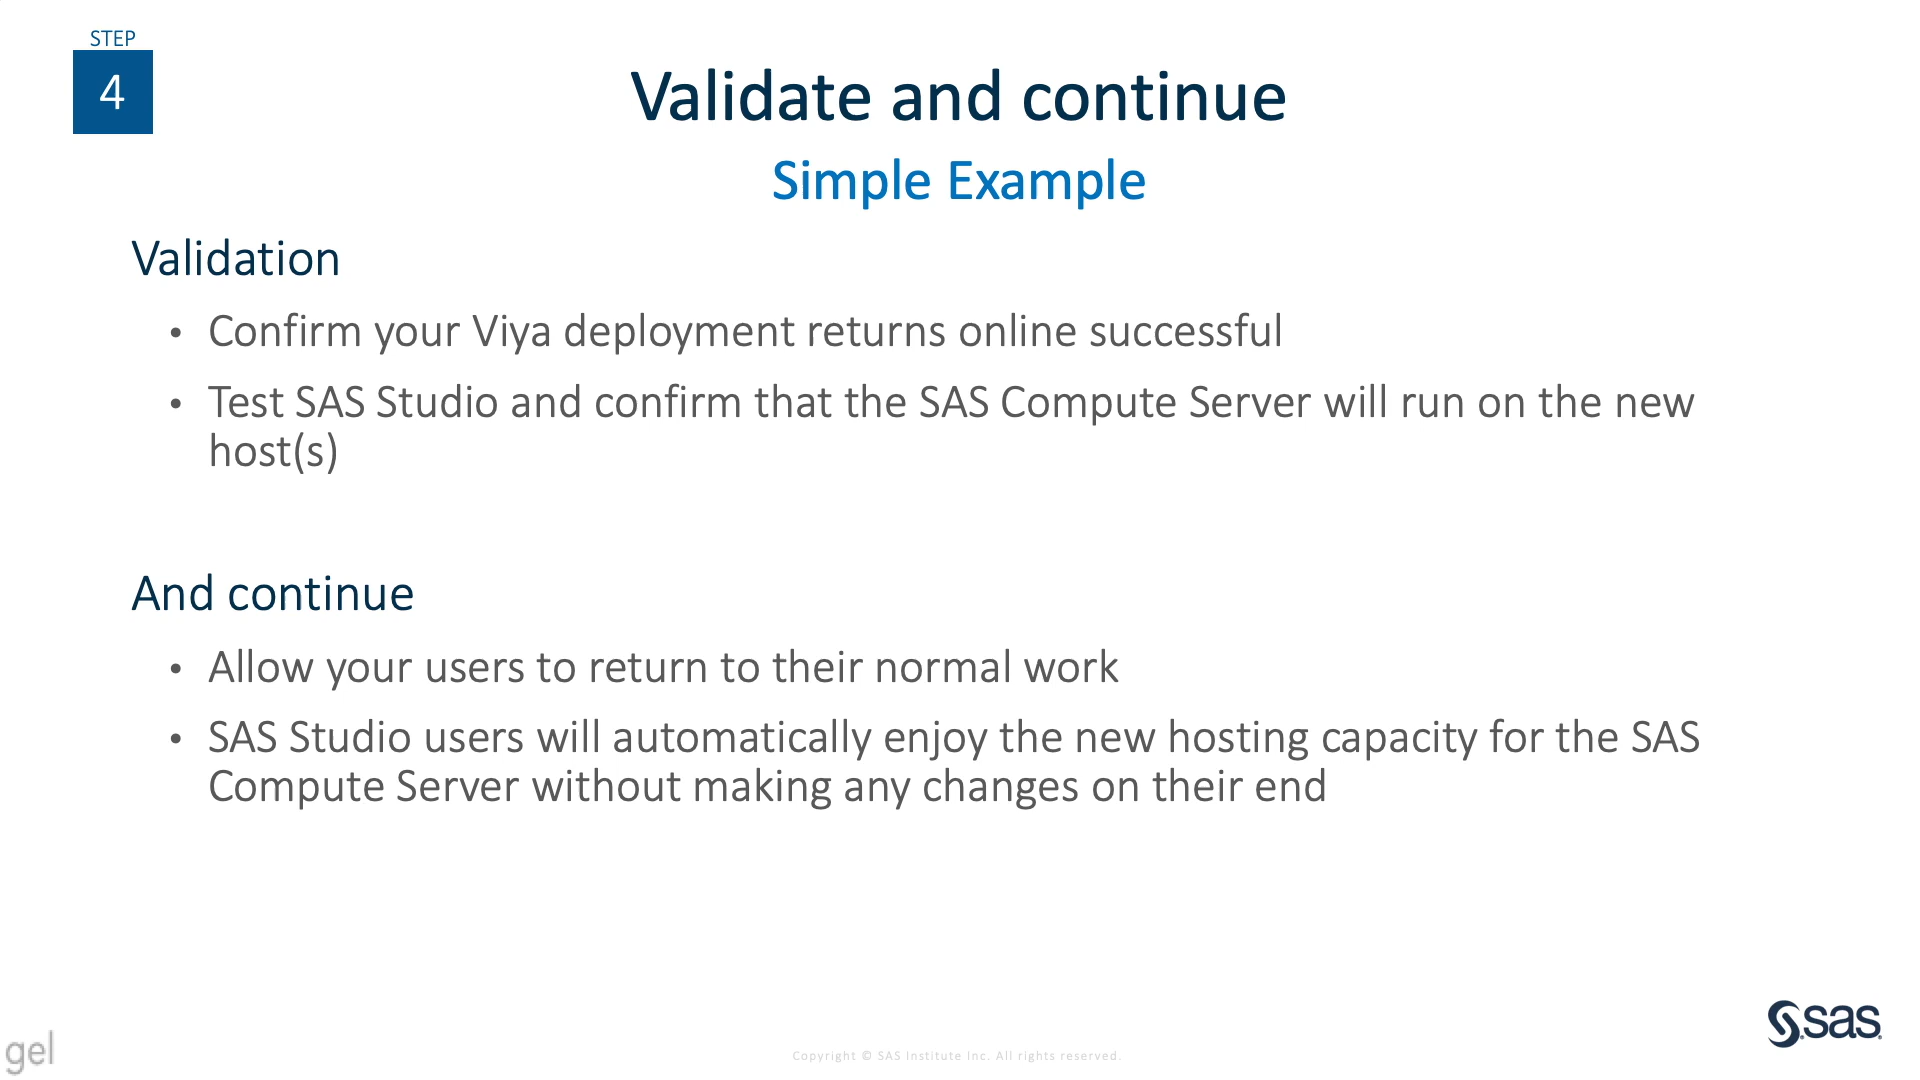 STEP
4
Validate and continue
Simple Example
Validation
• Confirm your Viya deployment returns online successful
• Test SAS Studio and confirm that the SAS Compute Server will run on the new
host(s)
And continue
• Allow your users to return to their normal work
• SAS Studio users will automatically enjoy the new hosting capacity for the SAS
Compute Server without making any changes on their end
sas
gel
Copyright © SAS Institute Inc. All rights reserved.